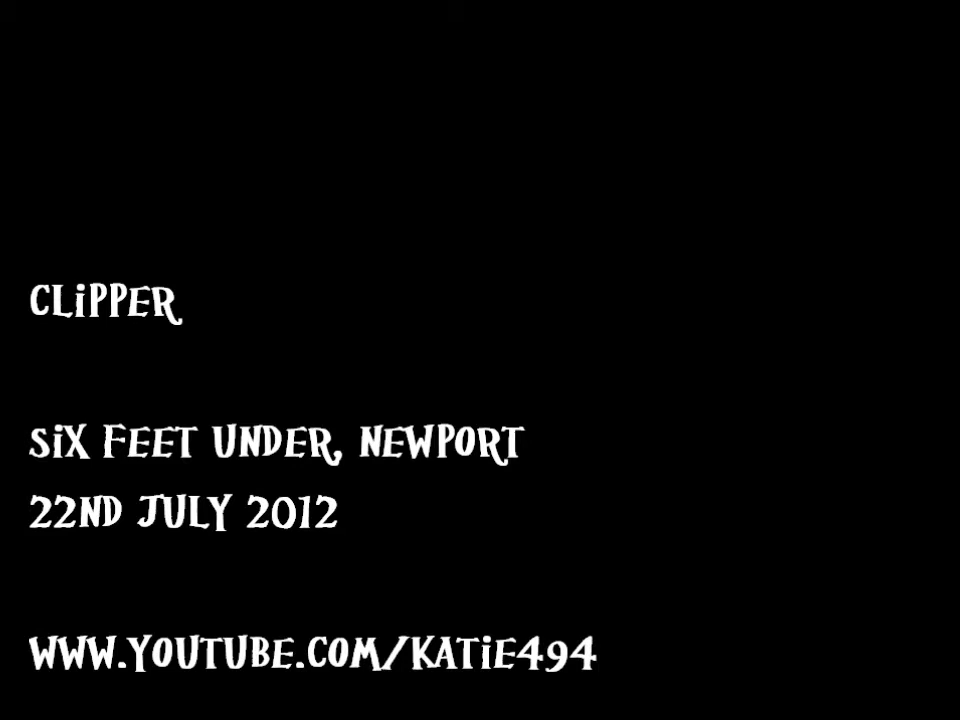 CLiPPER
SiX FEET UNDER, NEWPORT
22ND JULY 2012
WWW.YOUTUBE.COM/KATiE494